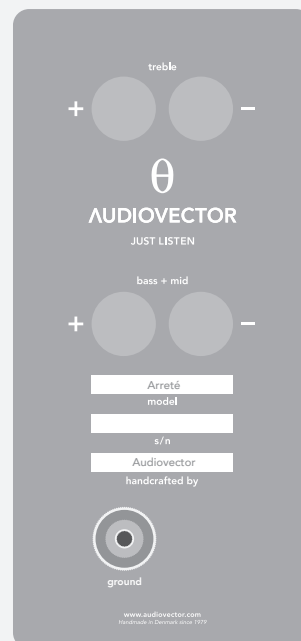 treble
+ −
θ
AUDIOVECTOR
JUST LISTEN
bass + mid
+ −
Arreté
model
s/n
Audiovector
handcrafted by
ground
www.audiovector.com
Handmade in Denmark since 1979